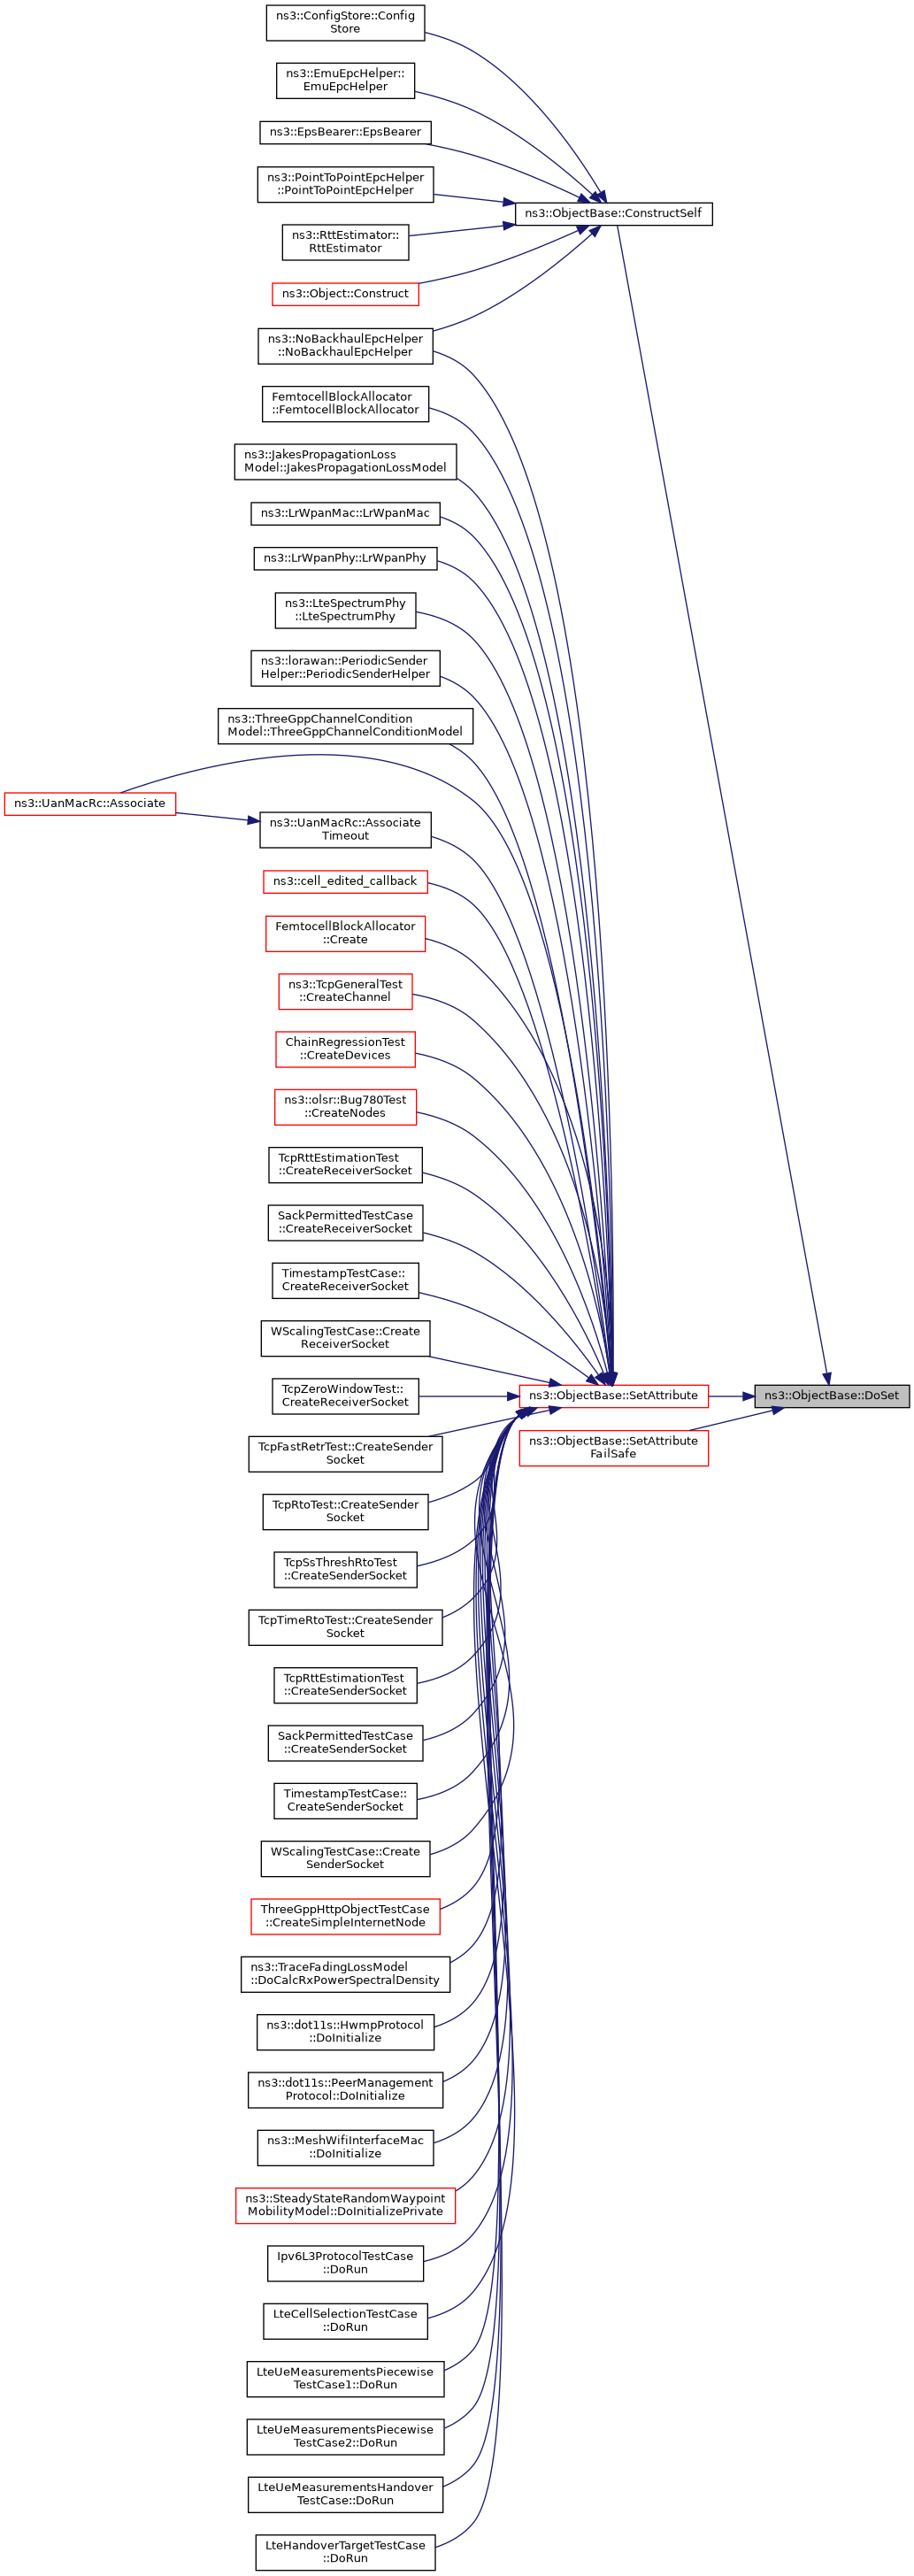 ns3::ConfigStore::Config
Store
ns3::EmuEpcHelper::
EmuEpcHelper
ns3::EpsBearer::EpsBearer
ns3::PointToPointEpcHelper
::PointToPointEpcHelper
ns3::ObjectBase::ConstructSelf
ns3::RttEstimator::
RttEstimator
ns3::Object::Construct
ns3::NoBackhaulEpcHelper
::NoBackhaulEpcHelper
FemtocellBlockAllocator
::FemtocellBlockAllocator
ns3::JakesPropagationLoss
Model::JakesPropagationLossModel
ns3::LrWpanMac::LrWpanMac
ns3::LrWpanPhy::LrWpanPhy
ns3::LteSpectrumPhy
::LteSpectrumPhy
ns3::lorawan::PeriodicSender
Helper::PeriodicSenderHelper
ns3::ThreeGppChannelCondition
Model::ThreeGppChannelConditionModel
ns3::UanMacRc::Associate
ns3::UanMacRc::Associate
Timeout
ns3::cell_edited_callback
FemtocellBlockAllocator
::Create
ns3::TcpGeneralTest
::CreateChannel
ChainRegressionTest
::CreateDevices
ns3::olsr::Bug780Test
::CreateNodes
TcpRttEstimationTest
::CreateReceiverSocket
SackPermittedTestCase
::CreateReceiverSocket
TimestampTestCase::
CreateReceiverSocket
WScalingTestCase::Create
ReceiverSocket
TcpZeroWindowTest::
CreateReceiverSocket
ns3::ObjectBase::SetAttribute
ns3::ObjectBase::DoSet
ns3::ObjectBase::SetAttribute
FailSafe
TcpFastRetrTest::CreateSender
Socket
TcpRtoTest::CreateSender
Socket
TcpSsThreshRtoTest
::CreateSenderSocket
TcpTimeRtoTest::CreateSender
Socket
TcpRttEstimationTest
::CreateSenderSocket
SackPermittedTestCase
::CreateSenderSocket
TimestampTestCase::
CreateSenderSocket
WScalingTestCase::Create
SenderSocket
ThreeGppHttpObjectTestCase
::CreateSimpleInternetNode
ns3::TraceFadingLossModel
::DoCalcRxPowerSpectralDensity
ns3::dot11s::HwmpProtocol
::DoInitialize
ns3::dot11s::PeerManagement
Protocol::DoInitialize
ns3::MeshWifiInterfaceMac
::DoInitialize
ns3::SteadyStateRandomWaypoint
MobilityModel::DoInitializePrivate
Ipv6L3ProtocolTestCase
::DoRun
LteCellSelectionTestCase
::DoRun
LteUeMeasurementsPiecewise
TestCase1::DoRun
LteUeMeasurementsPiecewise
TestCase2::DoRun
LteUeMeasurementsHandover
TestCase::DoRun
LteHandoverTargetTestCase
::DoRun